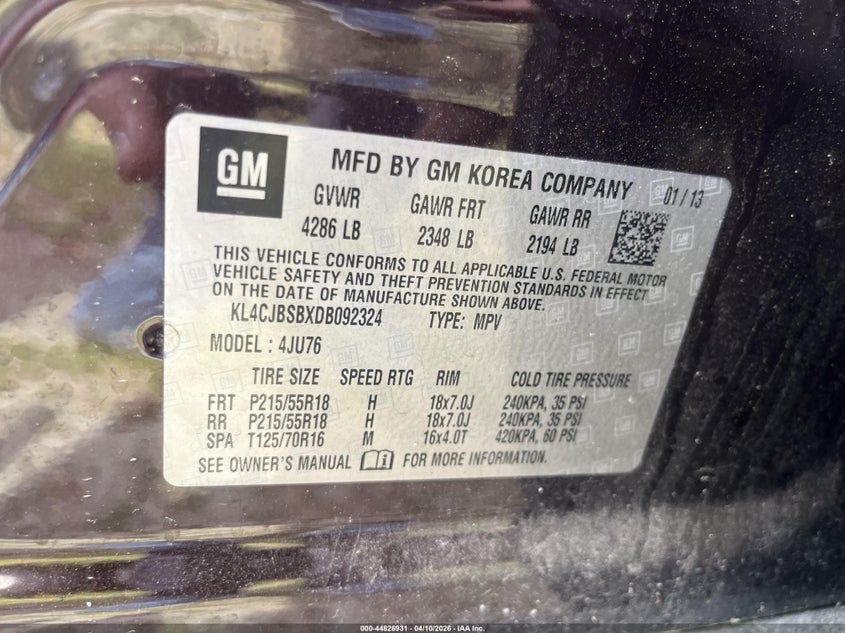 GM
MFD BY GM KOREA COMPANY 01/13
GVWR GAWR FRT GAWR RR
4286 LB 2348 LB 2194 LB
THIS VEHICLE CONFORMS TO ALL APPLICABLE U.S. FEDERAL MOTOR
VEHICLE SAFETY AND THEFT PREVENTION STANDARDS IN EFFECT
ON THE DATE OF MANUFACTURE SHOWN ABOVE.
KL4CJBSBXDB092324 TYPE: MPV
MODEL : 4JU76
TIRE SIZE SPEED RTG RIM COLD TIRE PRESSURE
FRT P215/55R18 H 18x7.0J 240KPA, 35 PSI
RR P215/55R18 H 18x7.0J 240KPA, 35 PSI
SPA T125/70R16 M 16x4.0T 420KPA, 60 PSI
SEE OWNER'S MANUAL FOR MORE INFORMATION.
000-44826931 - 04/10/2026 - IAA Inc.